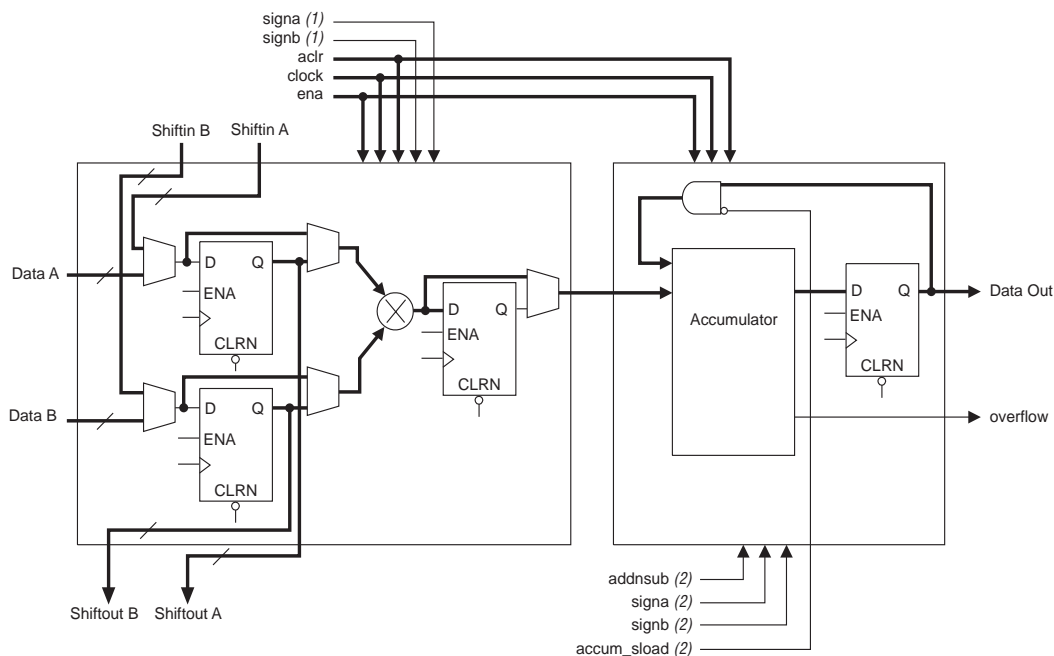 signa (1)
signb (1)
aclr
clock
ena
Shiftin B
Shiftin A
Data A
D Q
ENA
CLRN
D Q
ENA
CLRN
Accumulator
D Q
ENA
CLRN
Data Out
Data B
D Q
ENA
CLRN
overflow
Shiftout B
Shiftout A
addnsub (2)
signa (2)
signb (2)
accum_sload (2)